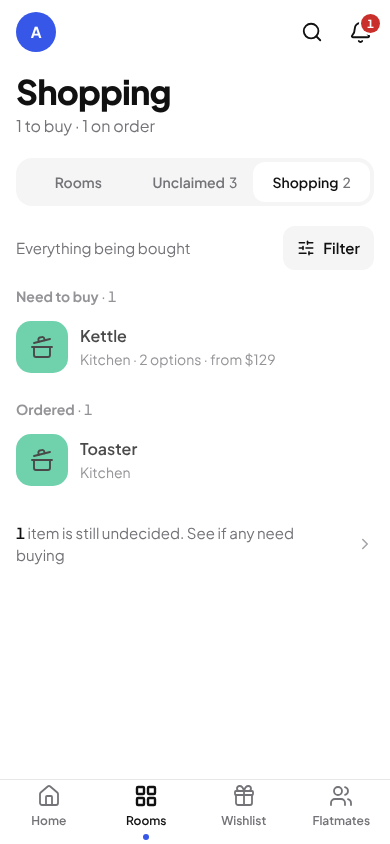 A
1
Shopping
1 to buy · 1 on order
Rooms
Unclaimed 3
Shopping 2
Everything being bought
Filter
Need to buy · 1
Kettle
Kitchen · 2 options · from $129
Ordered · 1
Toaster
Kitchen
1 item is still undecided. See if any need
buying
Home
Rooms
Wishlist
Flatmates